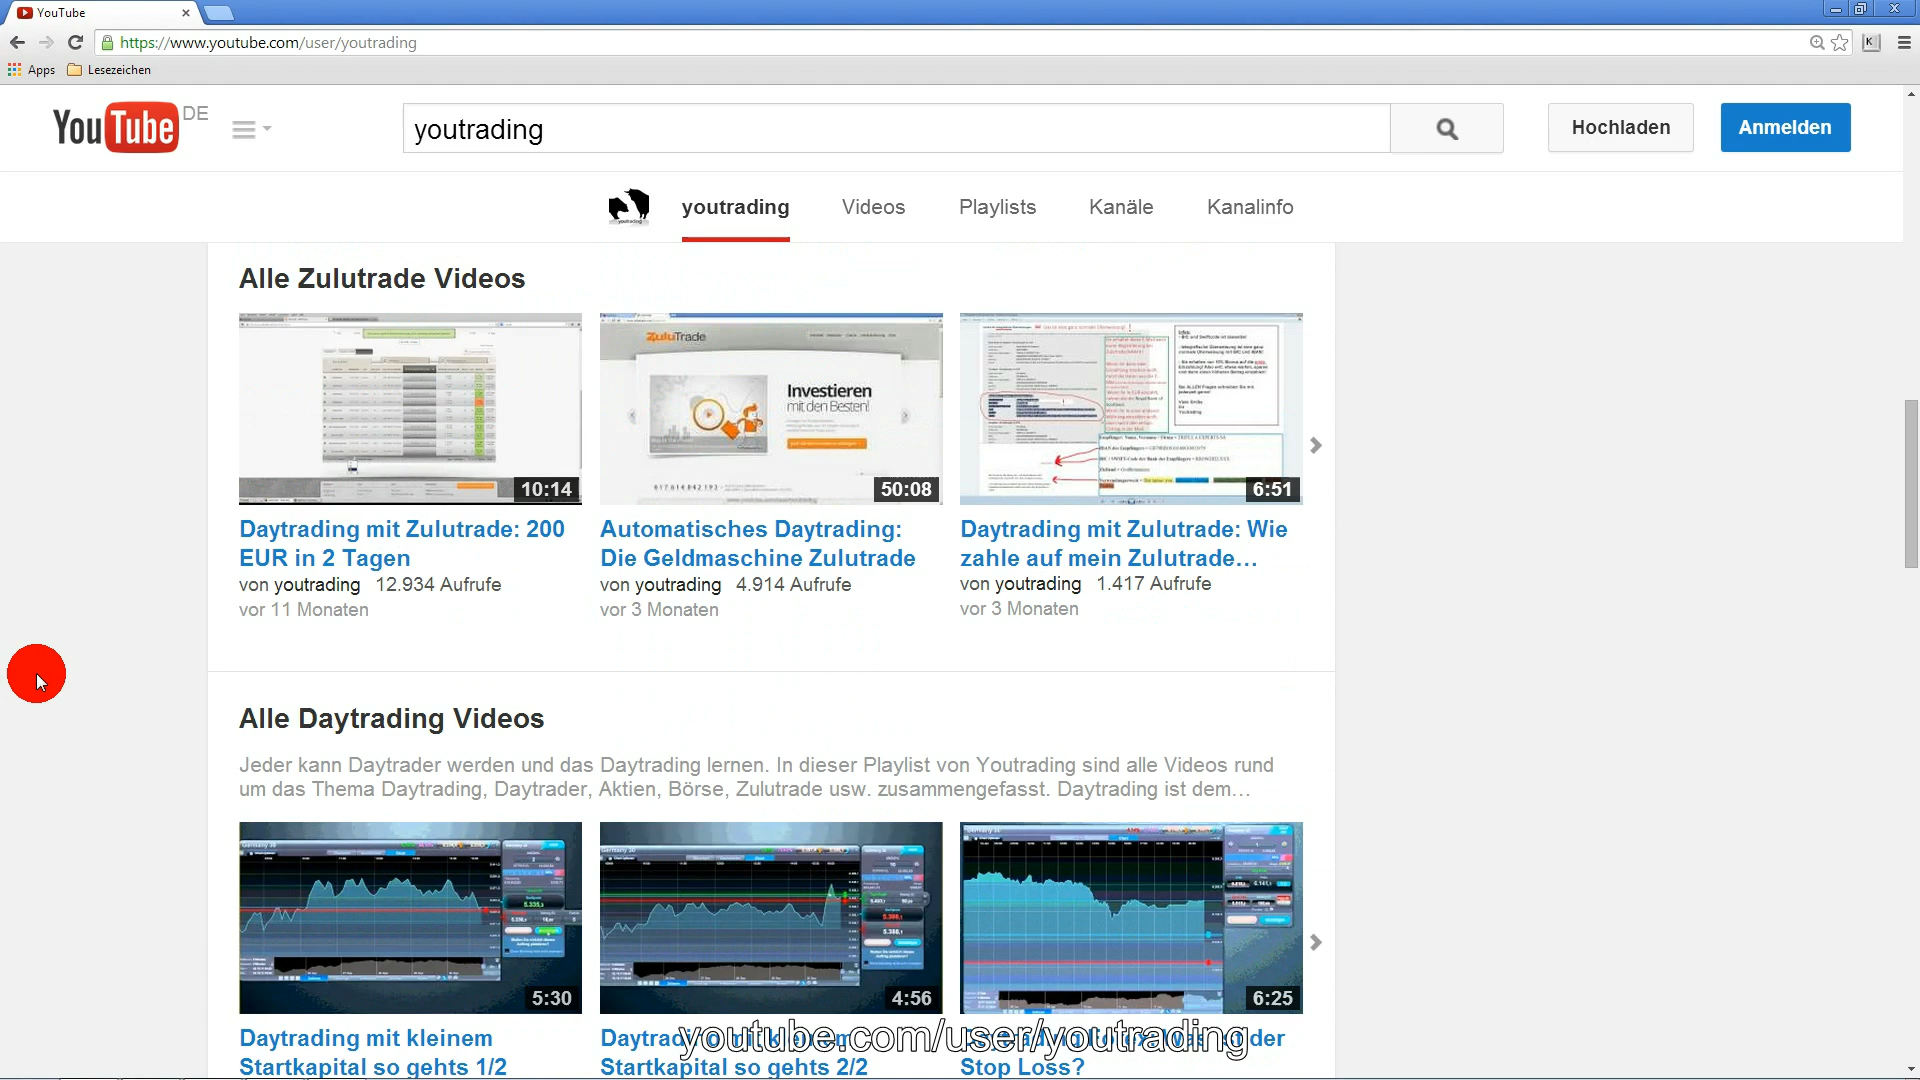 YouTube
https://www.youtube.com/user/youtrading
K
Apps
Lesezeichen
YouTube DE
youtrading
Hochladen
Anmelden
youtrading
Videos
Playlists
Kanäle
Kanalinfo
Alle Zulutrade Videos
ZuluTrade
Investieren
mit den Besten!
10:14
50:08
6:51
Daytrading mit Zulutrade: 200
EUR in 2 Tagen
von youtrading 12.934 Aufrufe
vor 11 Monaten
Automatisches Daytrading:
Die Geldmaschine Zulutrade
von youtrading 4.914 Aufrufe
vor 3 Monaten
Daytrading mit Zulutrade: Wie
zahle auf mein Zulutrade...
von youtrading 1.417 Aufrufe
vor 3 Monaten
Alle Daytrading Videos
Jeder kann Daytrader werden und das Daytrading lernen. In dieser Playlist von Youtrading sind alle Videos rund
um das Thema Daytrading, Daytrader, Aktien, Börse, Zulutrade usw. zusammengefasst. Daytrading ist dem...
5:30
4:56
6:25
Daytrading mit kleinem
Startkapital so gehts 1/2
Startkapital so gehts 2/2
Stop Loss?
youtube.com/user/youtrading